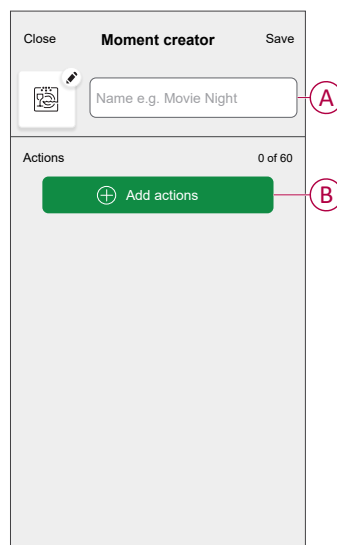 Close Moment creator Save
Name e.g. Movie Night A
Actions 0 of 60
Add actions B